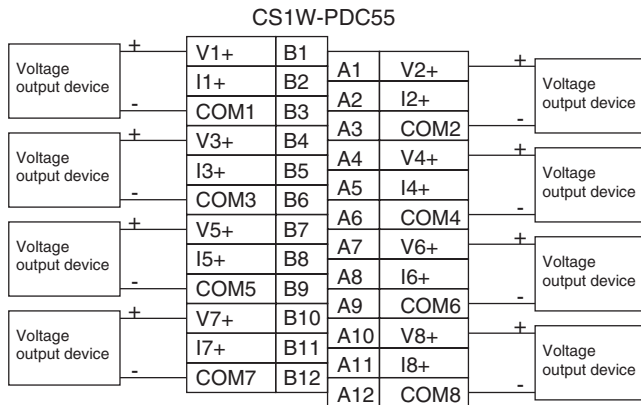 CS1W-PDC55
Voltage
output device
+
-
V1+ B1
I1+ B2
COM1 B3
Voltage
output device
+
-
V3+ B4
I3+ B5
COM3 B6
Voltage
output device
+
-
V5+ B7
I5+ B8
COM5 B9
Voltage
output device
+
-
V7+ B10
I7+ B11
COM7 B12
A1 V2+
A2 I2+
A3 COM2
+
-
Voltage
output device
A4 V4+
A5 I4+
A6 COM4
+
-
Voltage
output device
A7 V6+
A8 I6+
A9 COM6
+
-
Voltage
output device
A10 V8+
A11 I8+
A12 COM8
+
-
Voltage
output device